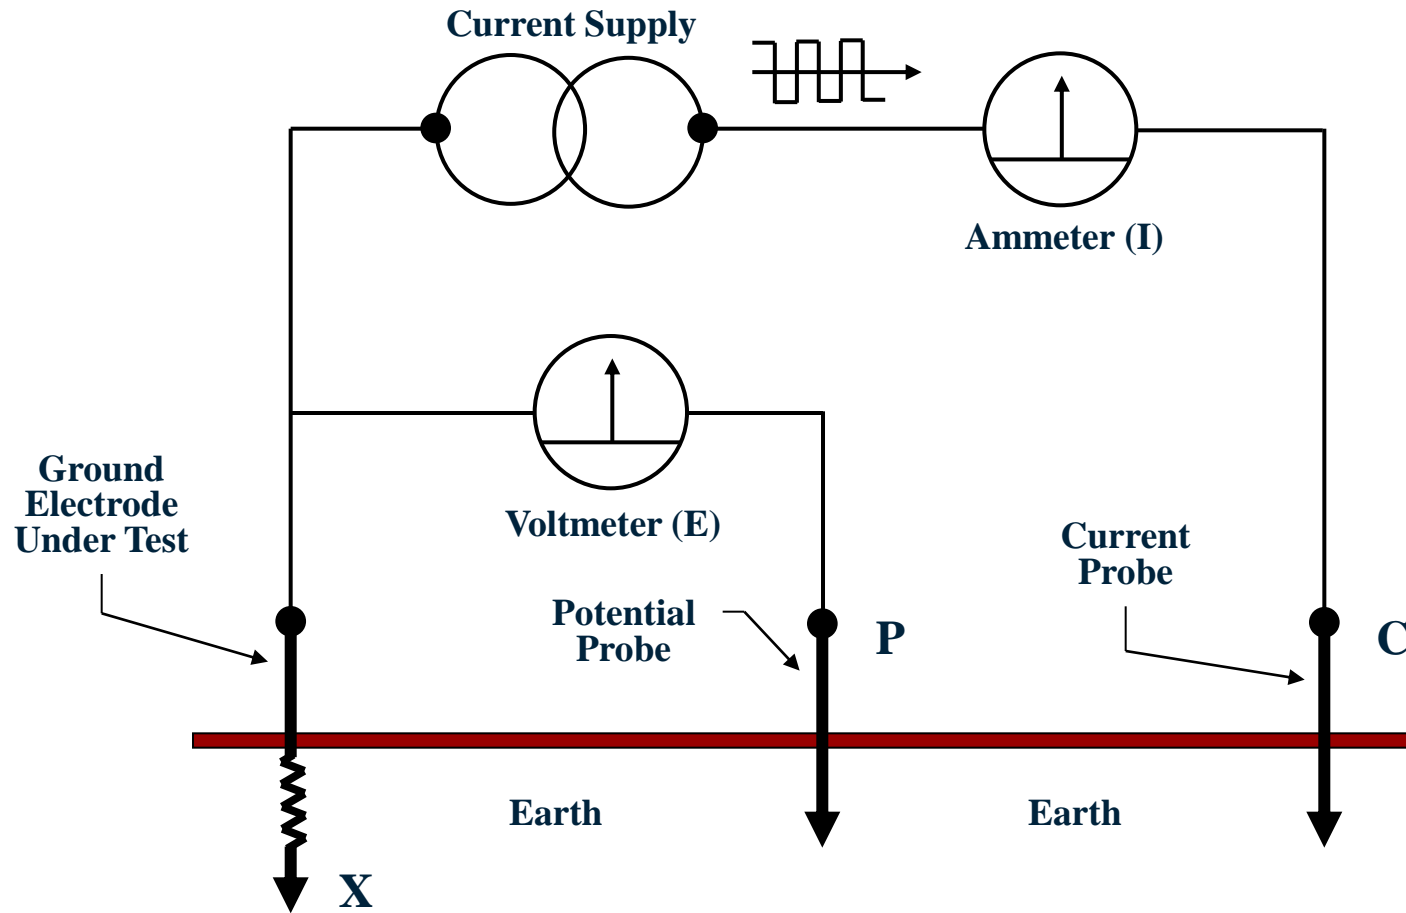 Current Supply
Ammeter (I)
Ground
Electrode
Under Test
Voltmeter (E)
Current
Probe
Potential
Probe
P
C
Earth
Earth
X